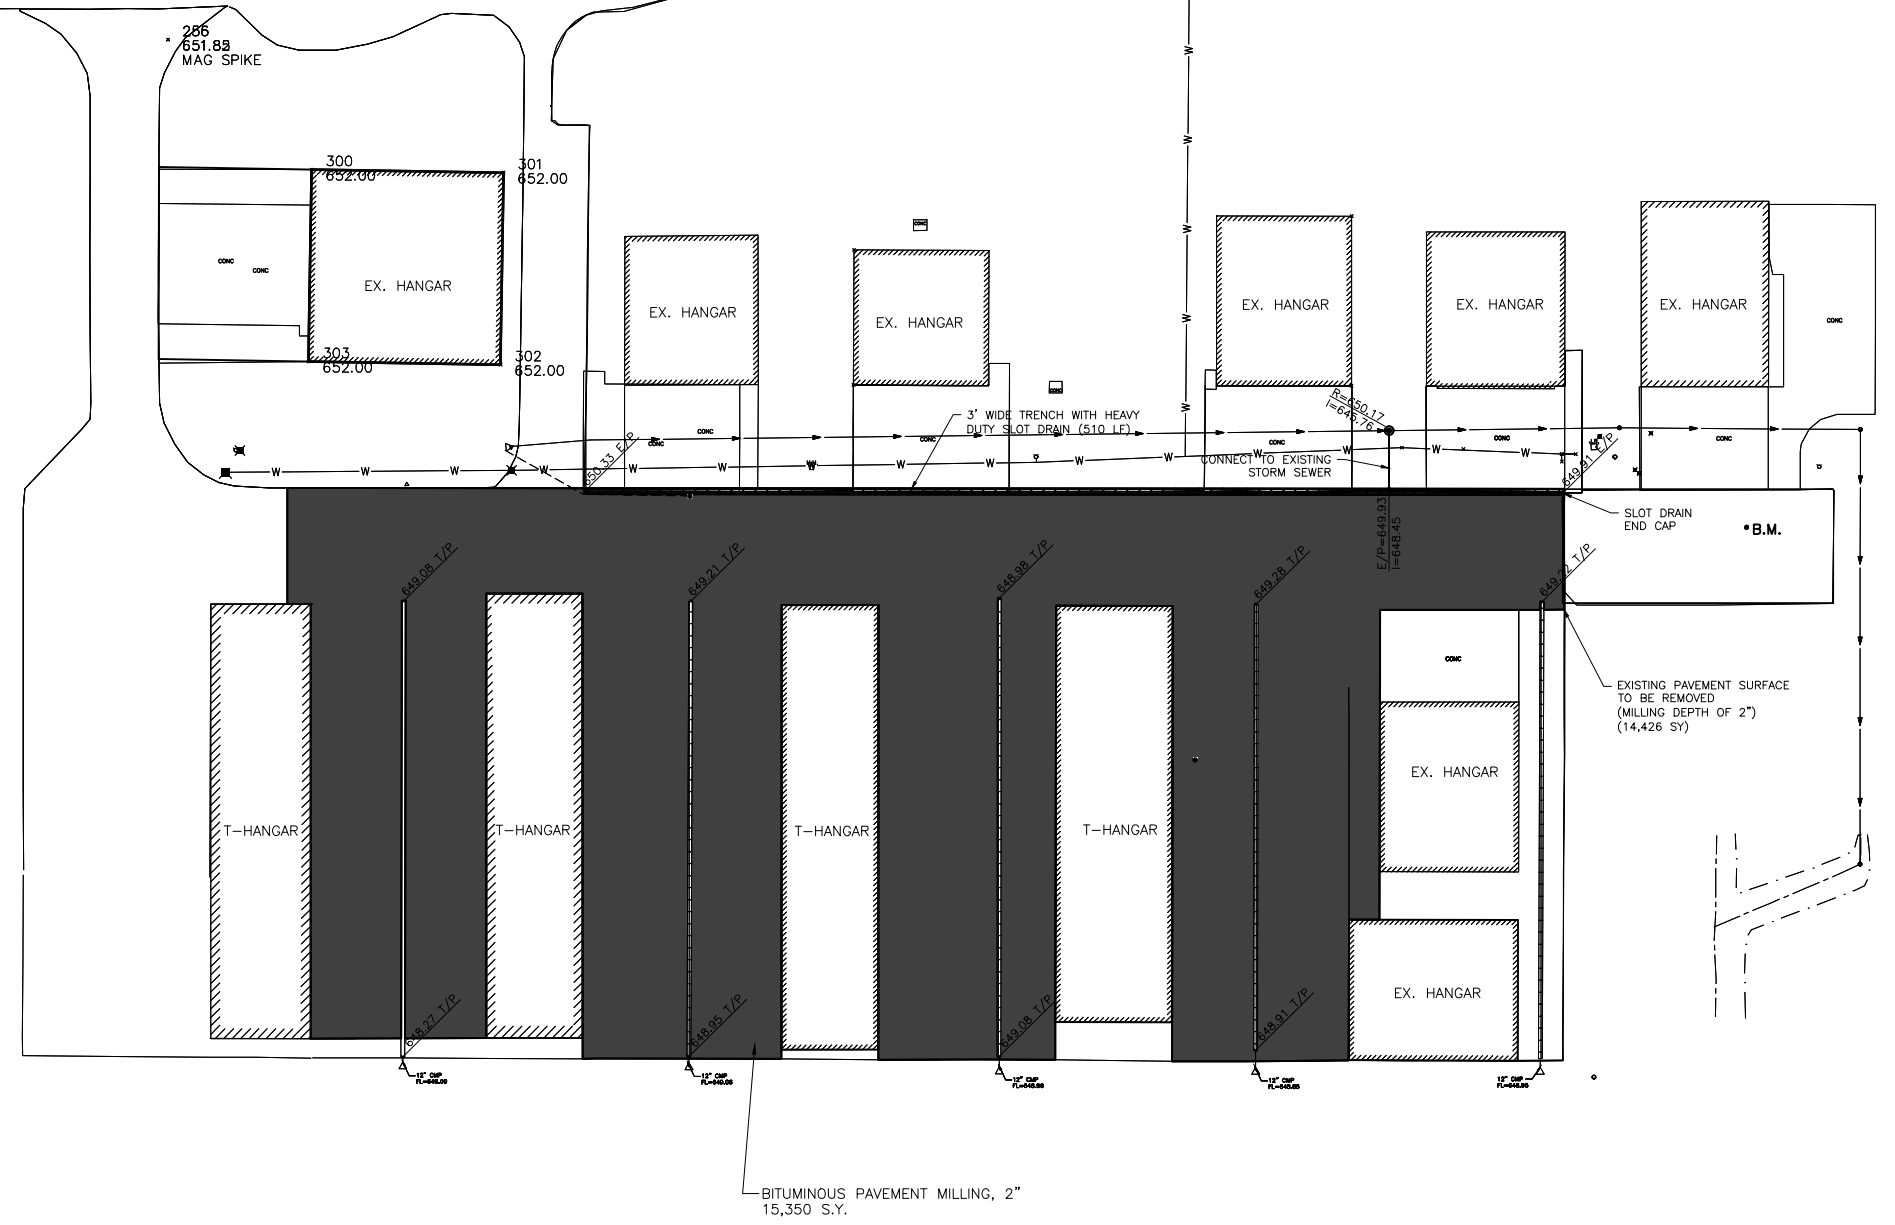 256
MAG SPIKE
300
652.00
301
652.00
EX. HANGAR
CONC
CONC
303
652.00
302
652.00
EX. HANGAR
EX. HANGAR
CONC
EX. HANGAR
EX. HANGAR
EX. HANGAR
CONC
CONC
3' WIDE TRENCH WITH HEAVY
DUTY SLOT DRAIN (510 LF)
R=650.17
CONC
CONC
CONC
CONC
CONC
CONC
W W W W W
W W W W W W W W W W W W W W
CONNECT TO EXISTING
STORM SEWER
650.33 E/P
649.91 E/P
E/P=649.93
I=648.45
SLOT DRAIN
END CAP
B.M.
649.08 T/P
649.21 T/P
648.98 T/P
649.28 T/P
CONC
EXISTING PAVEMENT SURFACE
TO BE REMOVED
(MILLING DEPTH OF 2")
(14,426 SY)
EX. HANGAR
T-HANGAR
T-HANGAR
T-HANGAR
T-HANGAR
EX. HANGAR
648.27 T/P
648.95 T/P
649.08 T/P
648.91 T/P
12" CMP
12" CMP
12" CMP
12" CMP
12" CMP
BITUMINOUS PAVEMENT MILLING, 2"
15,350 S.Y.